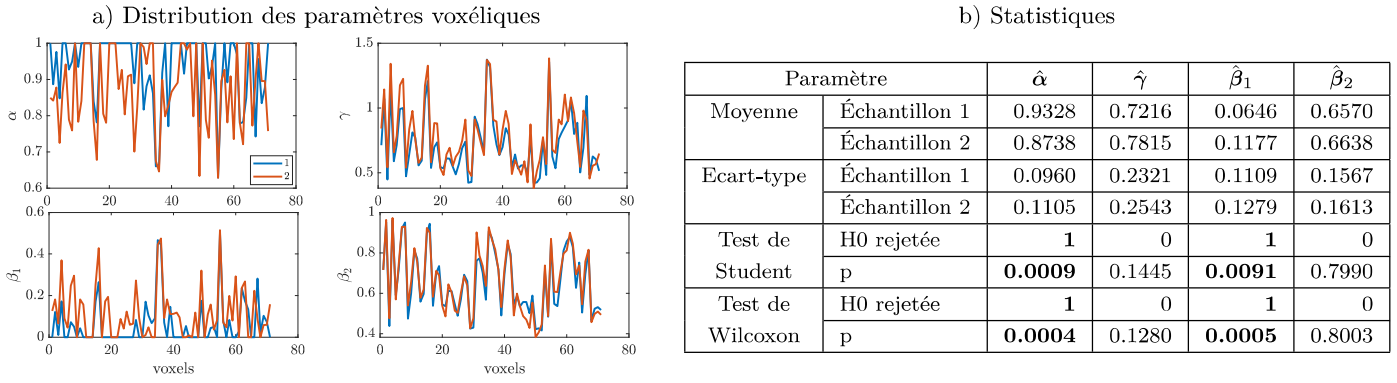 a) Distribution des paramètres voxéliques
1
0.9
0.8
0.7
0.6
α
0 20 40 60 80
1
2
1.5
1
0.5
γ
0 20 40 60 80
0.6
0.4
0.2
0
β1
0 20 40 60 80
voxels
1
0.8
0.6
0.4
β2
0 20 40 60 80
voxels
b) Statistiques
Paramètre α̂ γ̂ β̂1 β̂2
Moyenne Échantillon 1 0.9328 0.7216 0.0646 0.6570
Échantillon 2 0.8738 0.7815 0.1177 0.6638
Ecart-type Échantillon 1 0.0960 0.2321 0.1109 0.1567
Échantillon 2 0.1105 0.2543 0.1279 0.1613
Test de H0 rejetée 1 0 1 0
Student p 0.0009 0.1445 0.0091 0.7990
Test de H0 rejetée 1 0 1 0
Wilcoxon p 0.0004 0.1280 0.0005 0.8003